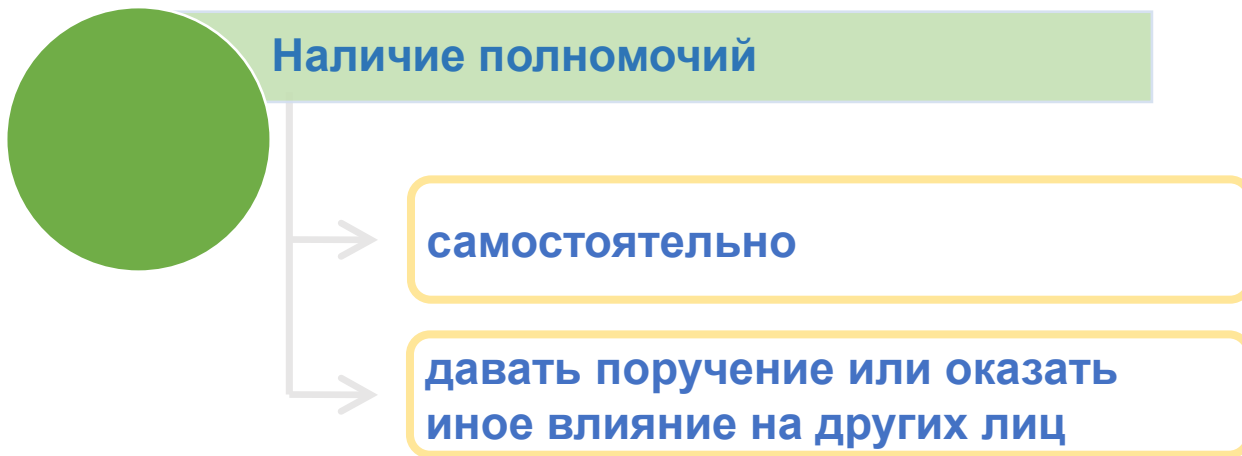 Наличие полномочий
самостоятельно
давать поручение или оказать
иное влияние на других лиц